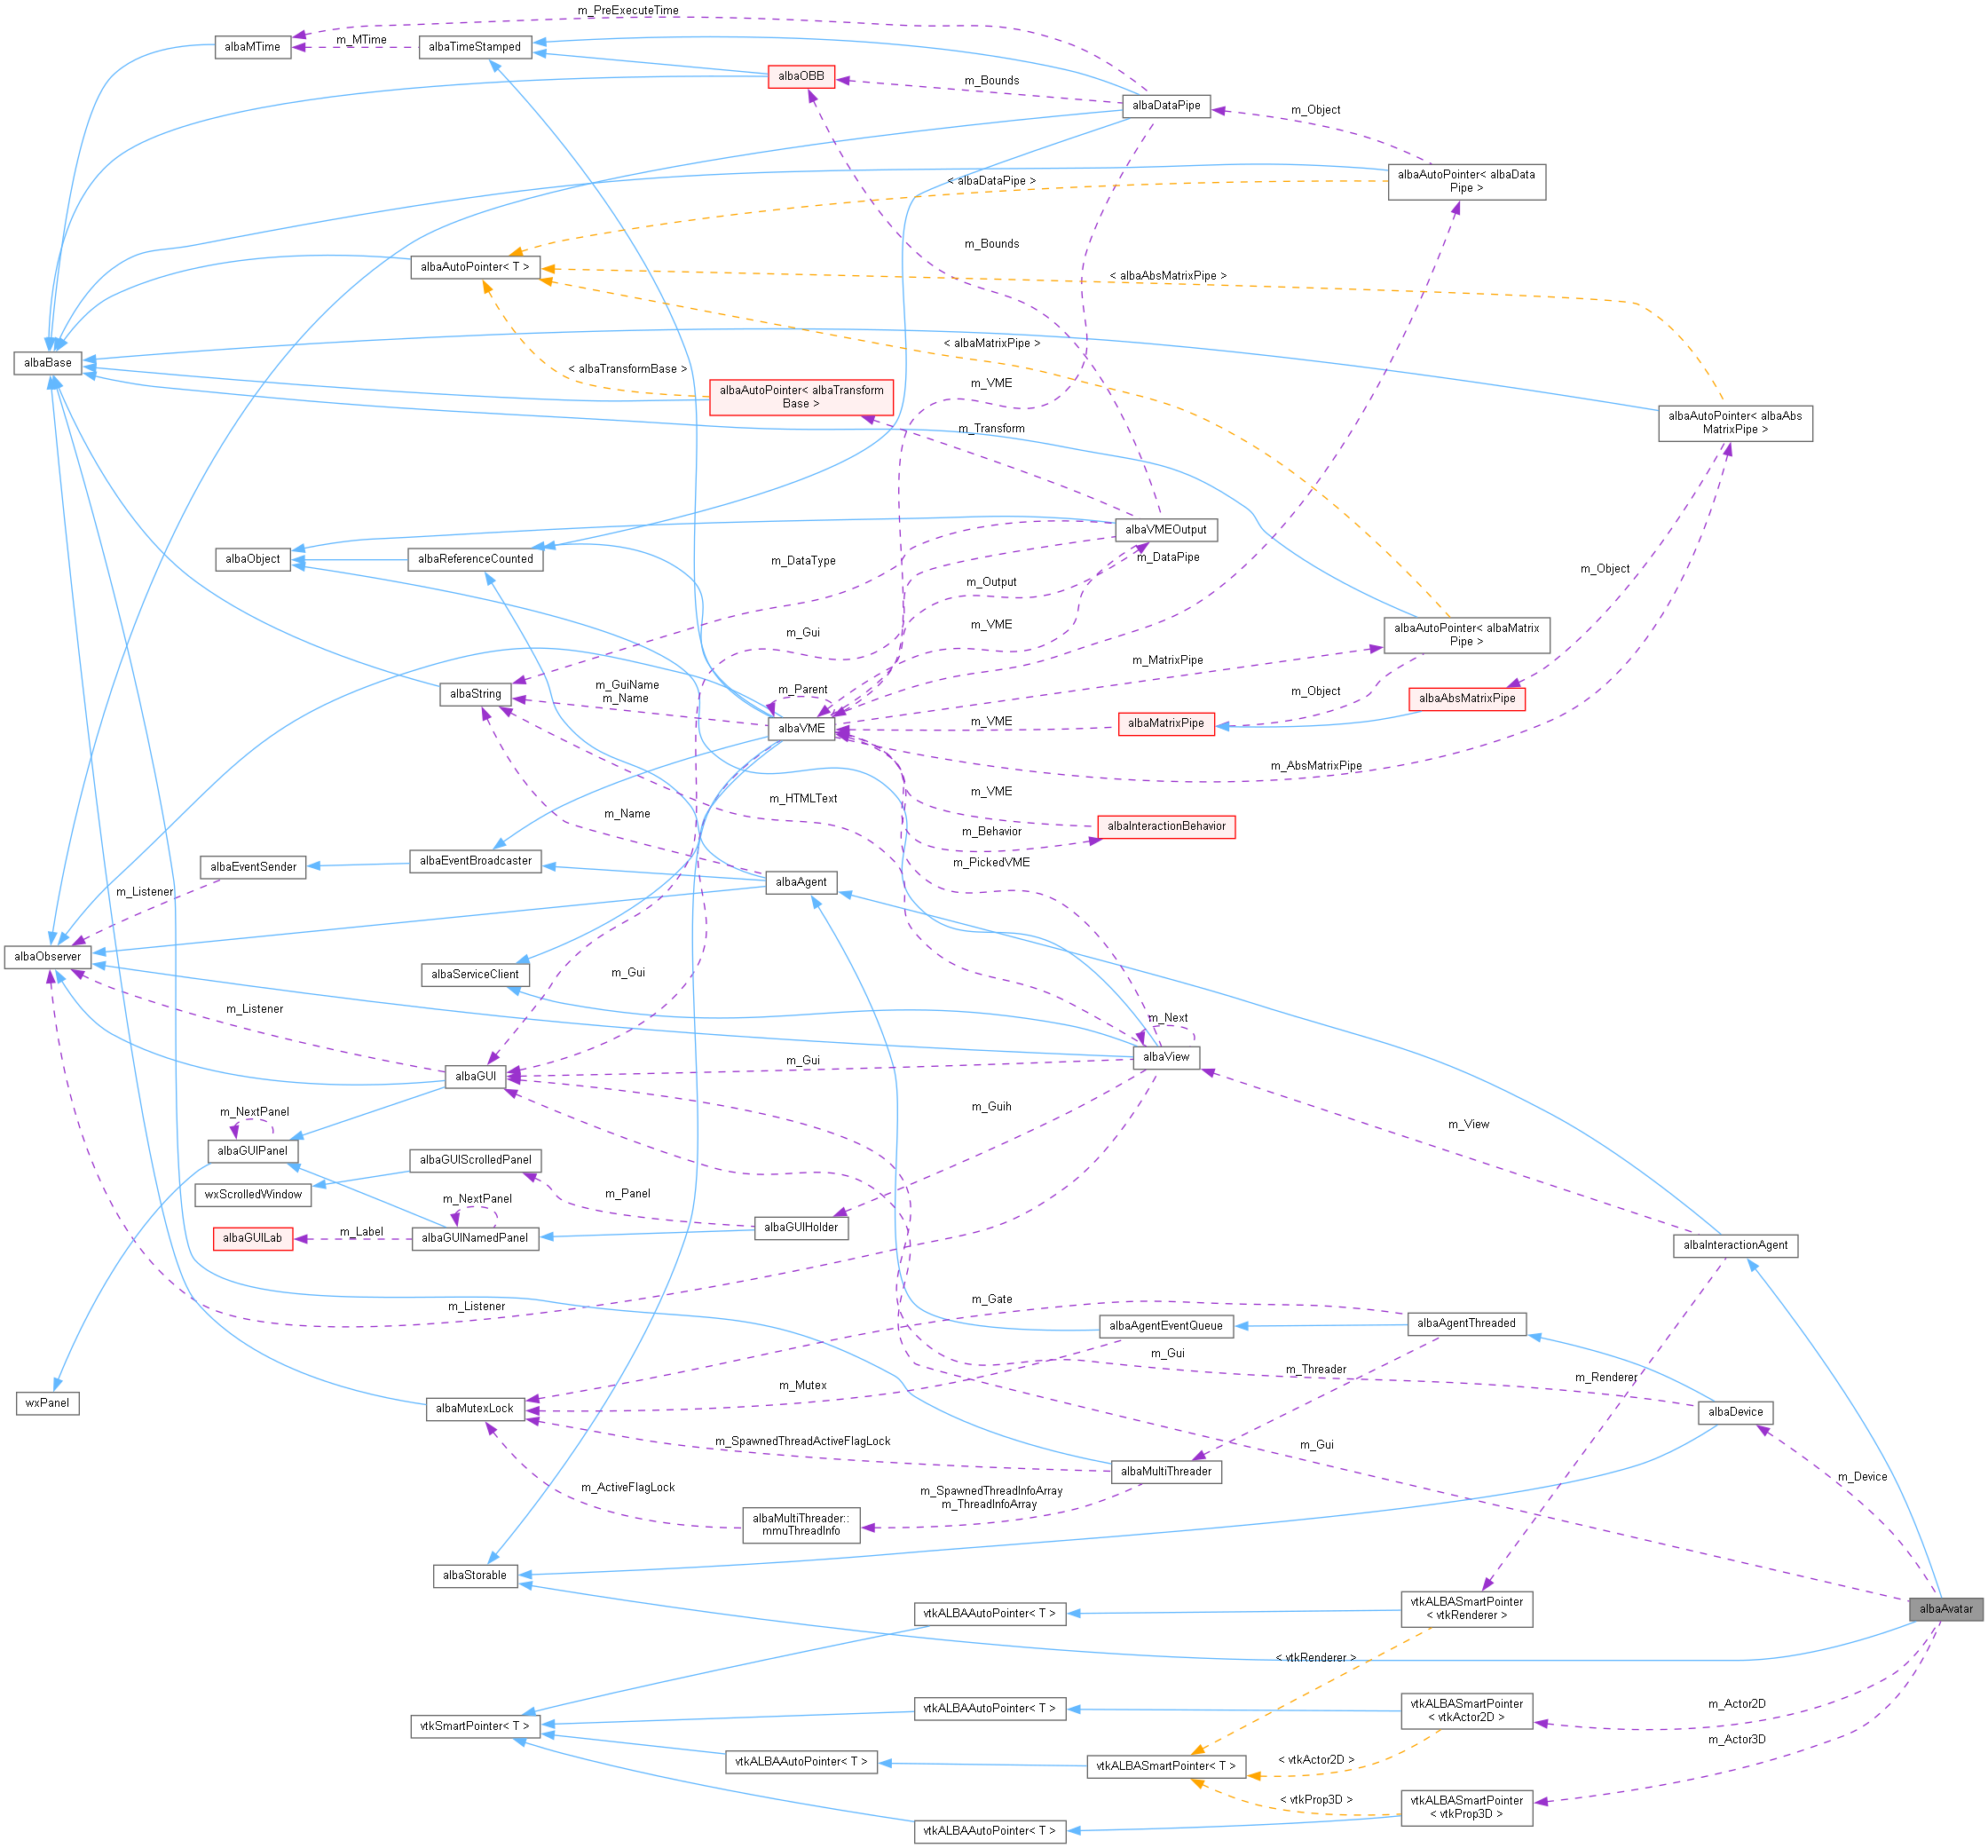 m_PreExecuteTime
albaMTime
m_MTime
albaTimeStamped
albaOBB
m_Bounds
albaDataPipe
m_Object
albaAutoPointer< albaData
Pipe >
< albaDataPipe >
m_Bounds
albaAutoPointer< T >
< albaAbsMatrixPipe >
albaBase
< albaMatrixPipe >
< albaTransformBase >
albaAutoPointer< albaTransform
Base >
m_VME
albaAutoPointer< albaAbs
MatrixPipe >
m_Transform
albaVMEOutput
albaObject
albaReferenceCounted
m_DataType
m_DataPipe
m_Object
m_Output
m_Gui
m_VME
albaAutoPointer< albaMatrix
Pipe >
m_MatrixPipe
albaString
m_GuiName
m_Name
m_Parent
m_Object
albaAbsMatrixPipe
albaVME
m_VME
albaMatrixPipe
m_AbsMatrixPipe
m_HTMLText
m_VME
m_Name
m_Behavior
albaInteractionBehavior
albaEventSender
albaEventBroadcaster
m_PickedVME
m_Listener
albaAgent
albaObserver
albaServiceClient
m_Gui
m_Listener
m_Next
albaView
m_Gui
albaGUI
m_NextPanel
albaGUIPanel
m_Guih
m_View
albaGUIScrolledPanel
wxScrolledWindow
m_NextPanel
m_Panel
albaGUILab
m_Label
albaGUINamedPanel
albaGUIHolder
albaInteractionAgent
m_Listener
m_Gate
albaAgentEventQueue
albaAgentThreaded
m_Gui
m_Threader
m_Renderer
m_Mutex
wxPanel
albaMutexLock
albaDevice
m_SpawnedThreadActiveFlagLock
m_Gui
albaMultiThreader
m_Device
m_ActiveFlagLock
m_SpawnedThreadInfoArray
m_ThreadInfoArray
albaMultiThreader::
mmuThreadInfo
albaStorable
vtkALBAAutoPointer< T >
vtkALBASmartPointer
< vtkRenderer >
albaAvatar
< vtkRenderer >
vtkSmartPointer< T >
vtkALBAAutoPointer< T >
vtkALBASmartPointer
< vtkActor2D >
m_Actor2D
m_Actor3D
vtkALBAAutoPointer< T >
vtkALBASmartPointer< T >
< vtkActor2D >
< vtkProp3D >
vtkALBASmartPointer
< vtkProp3D >
vtkALBAAutoPointer< T >